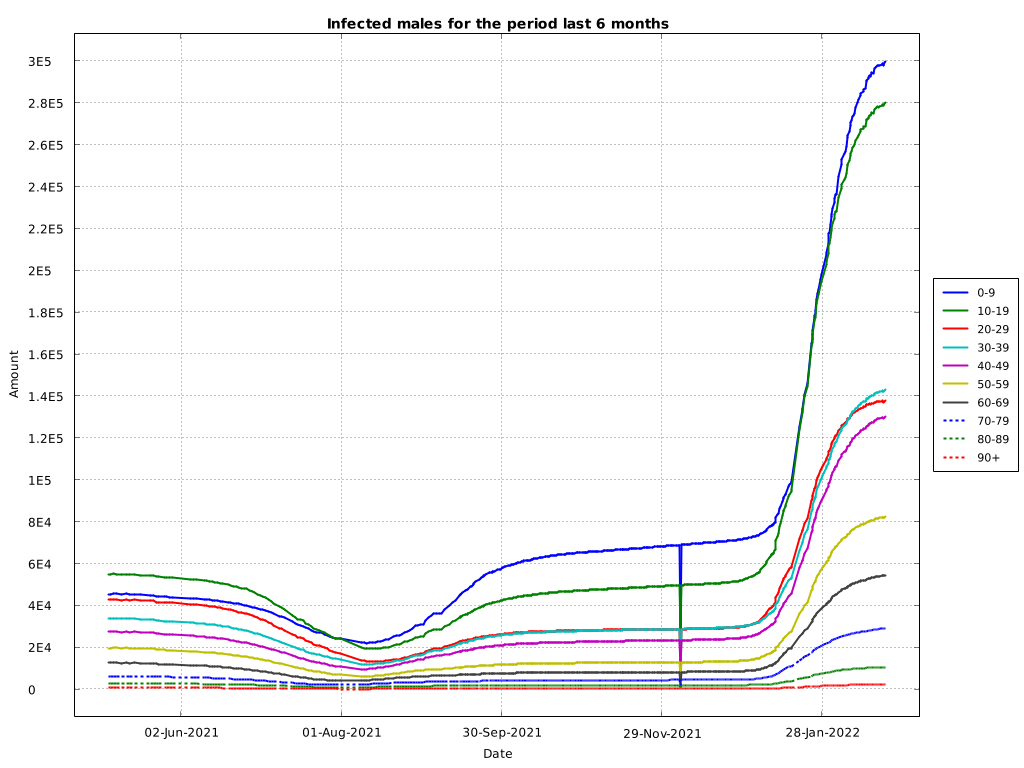 Infected males for the period last 6 months
3E5
2.8E5
2.6E5
2.4E5
2.2E5
2E5
1.8E5
1.6E5
1.4E5
1.2E5
1E5
8E4
6E4
4E4
2E4
0
Amount
02-Jun-2021
01-Aug-2021
30-Sep-2021
29-Nov-2021
28-Jan-2022
Date
0-9
10-19
20-29
30-39
40-49
50-59
60-69
70-79
80-89
90+